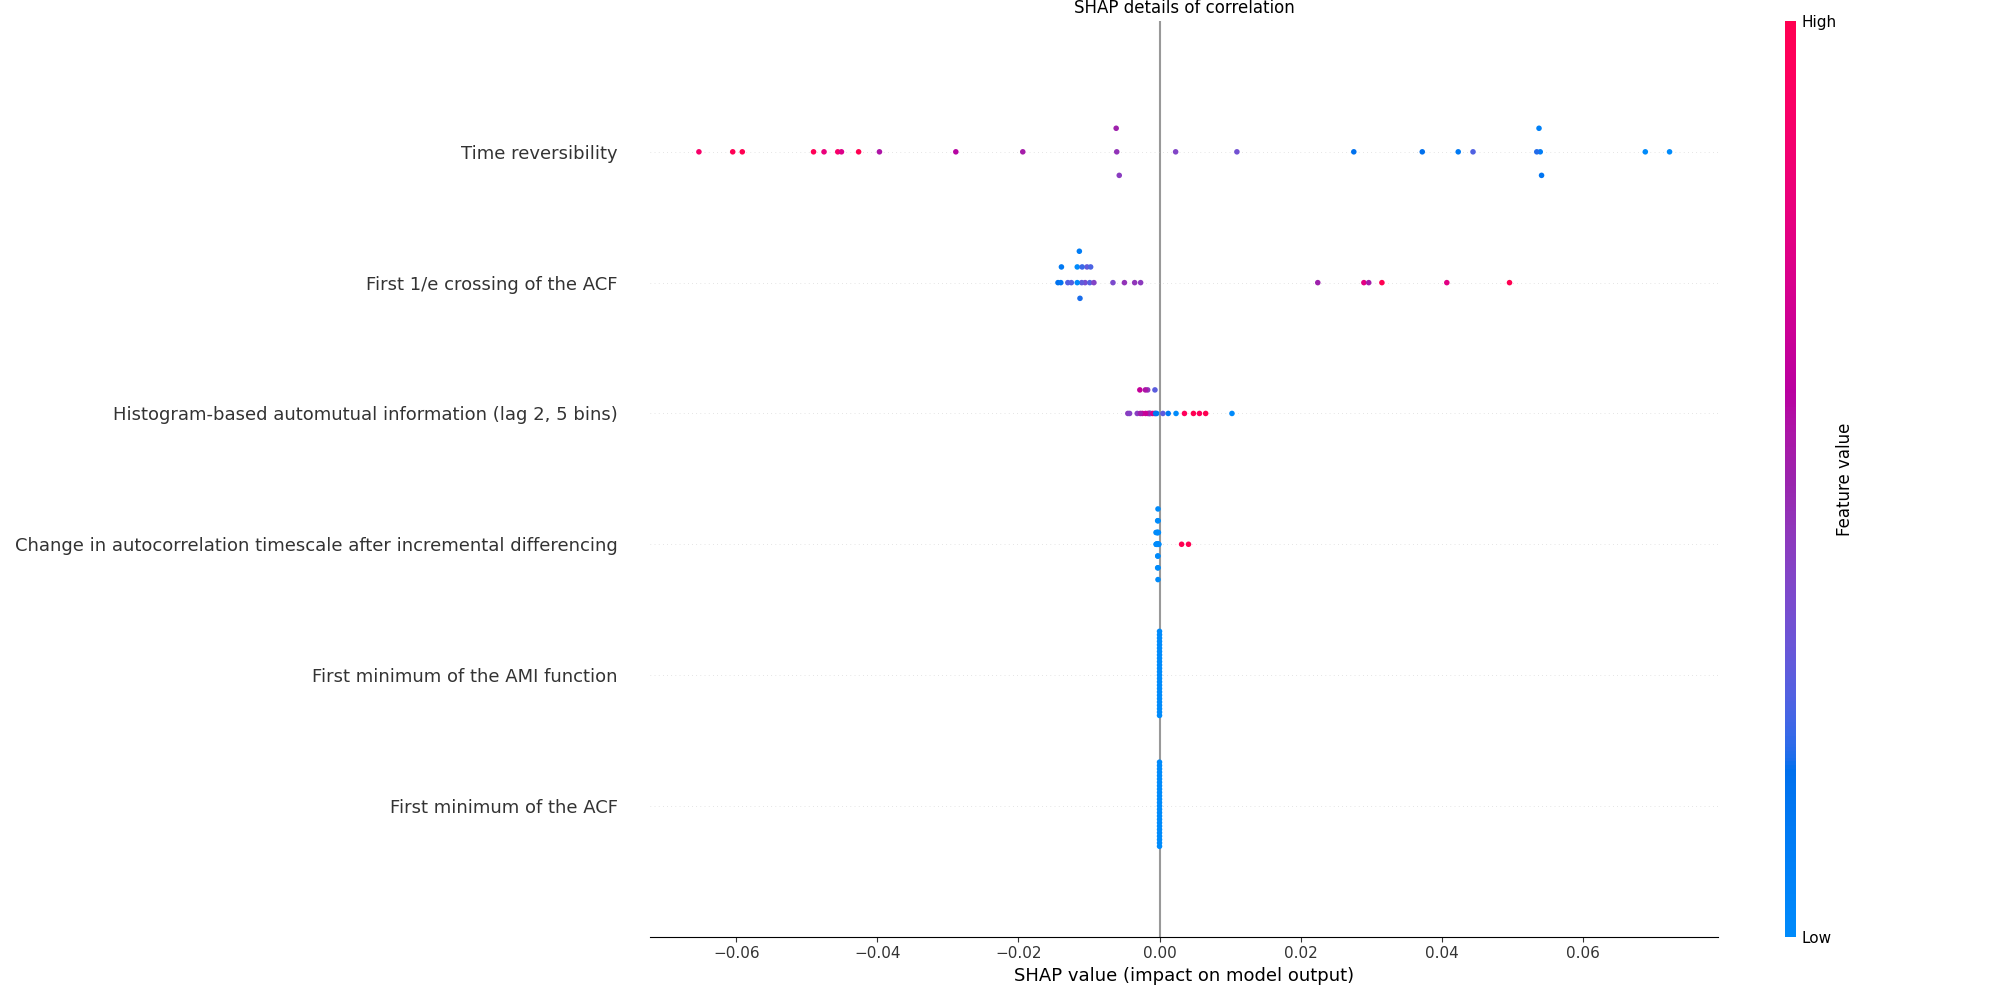 SHAP details of correlation
High
Time reversibility
First 1/e crossing of the ACF
Histogram-based automutual information (lag 2, 5 bins)
Feature value
Change in autocorrelation timescale after incremental differencing
First minimum of the AMI function
First minimum of the ACF
Low
−0.06 −0.04 −0.02 0.00 0.02 0.04 0.06
SHAP value (impact on model output)